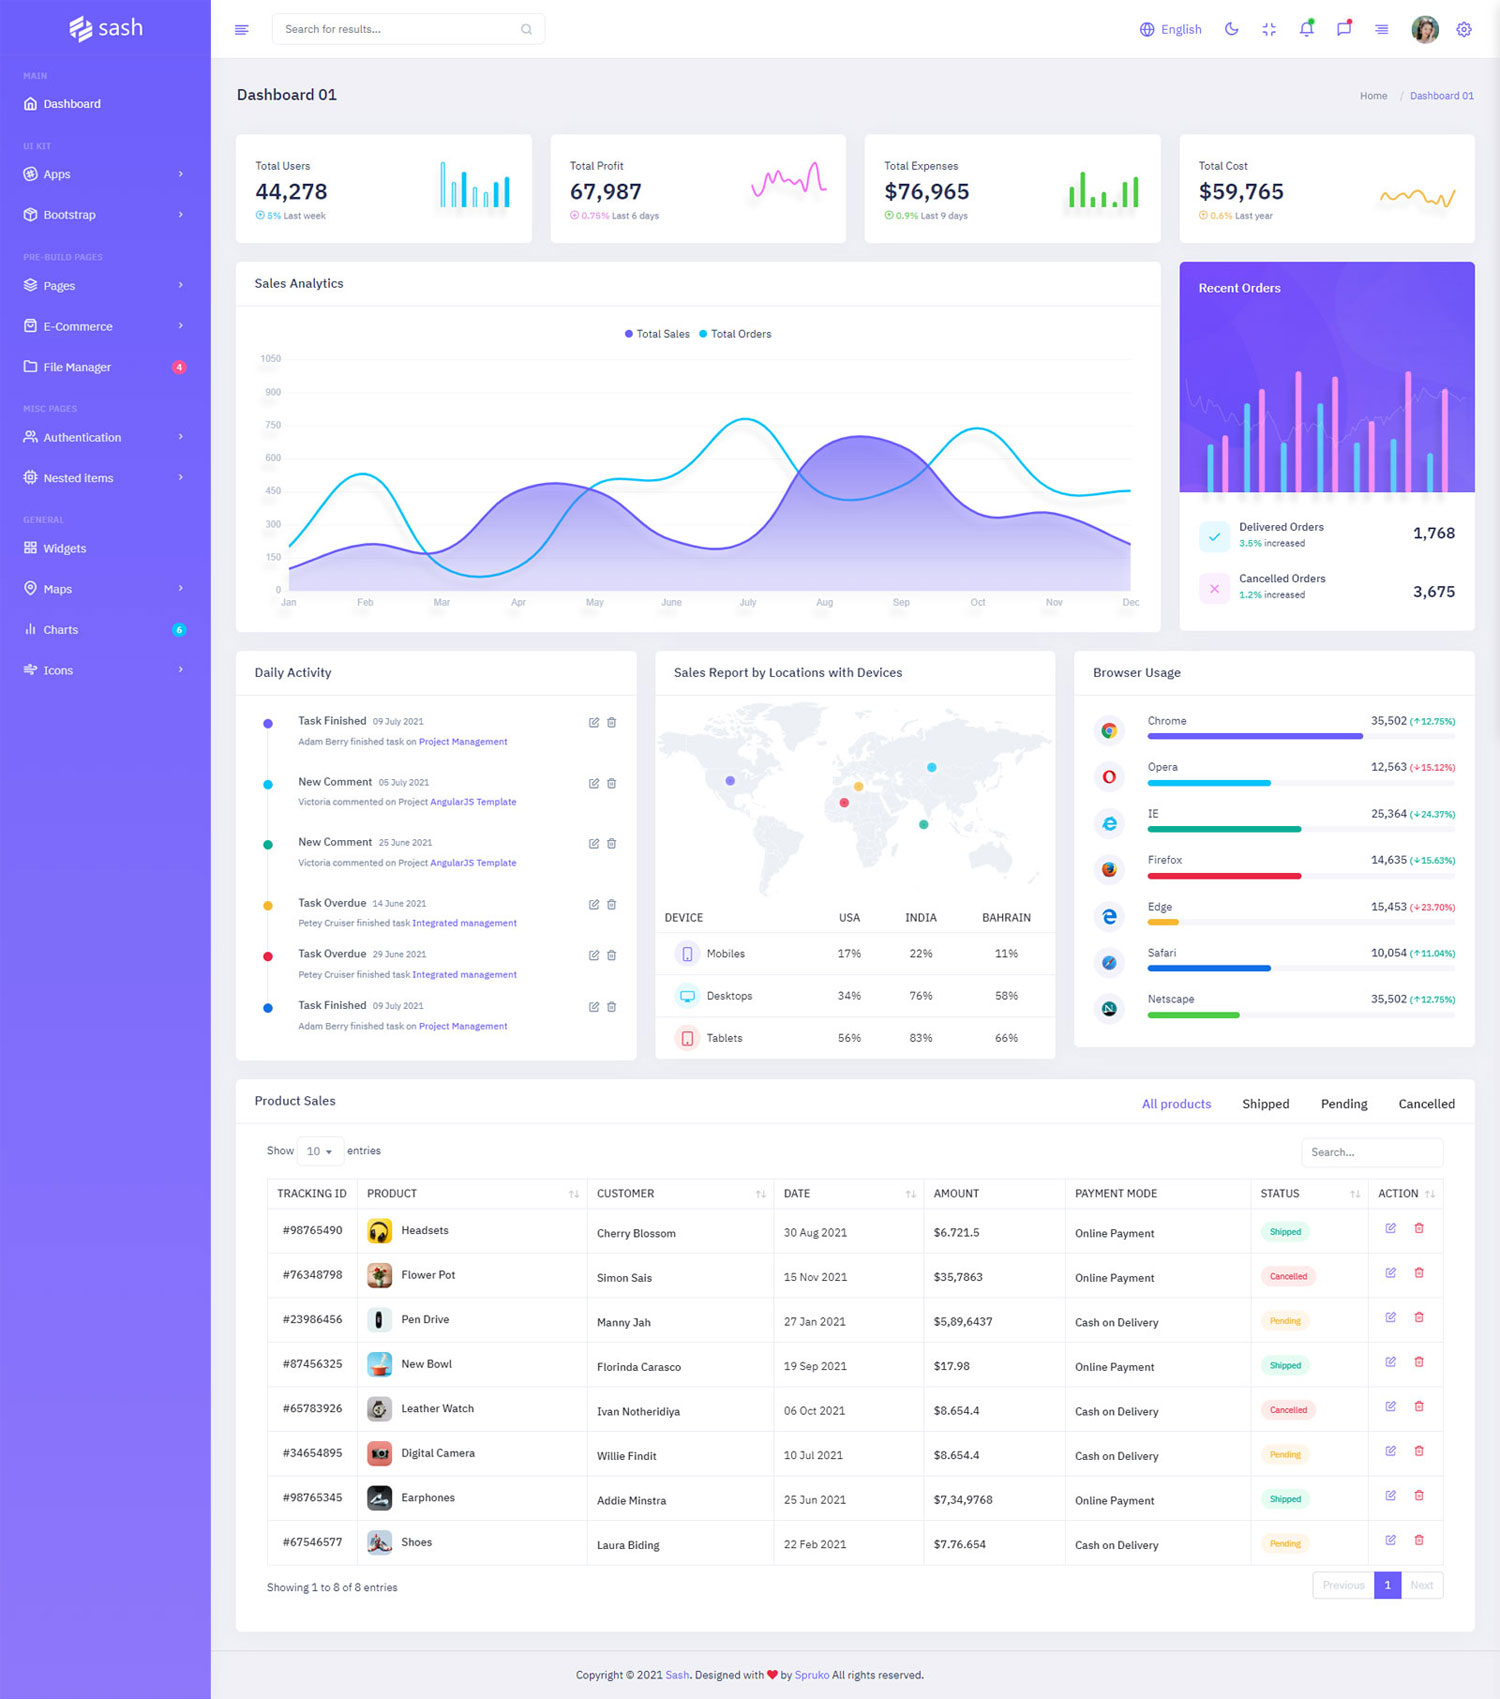 sash
MAIN
Dashboard
UI KIT
Apps
Bootstrap
PRE-BUILD PAGES
Pages
E-Commerce
File Manager 4
MISC PAGES
Authentication
Nested items
GENERAL
Widgets
Maps
Charts 6
Icons
Search for results...
English
Dashboard 01
Home / Dashboard 01
Total Users
44,278
5% Last week
Total Profit
67,987
0.75% Last 6 days
Total Expenses
$76,965
0.9% Last 9 days
Total Cost
$59,765
0.6% Last year
Sales Analytics
Total Sales Total Orders
1050
900
750
600
450
300
150
0
Jan Feb Mar Apr May June July Aug Sep Oct Nov Dec
Recent Orders
Delivered Orders
3.5% increased
1,768
Cancelled Orders
1.2% increased
3,675
Daily Activity
Task Finished 09 July 2021
Adam Berry finished task on Project Management
New Comment 05 July 2021
Victoria commented on Project AngularJS Template
New Comment 25 June 2021
Victoria commented on Project AngularJS Template
Task Overdue 14 June 2021
Petey Cruiser finished task Integrated management
Task Overdue 29 June 2021
Petey Cruiser finished task Integrated management
Task Finished 09 July 2021
Adam Berry finished task on Project Management
Sales Report by Locations with Devices
DEVICE USA INDIA BAHRAIN
Mobiles 17% 22% 11%
Desktops 34% 76% 58%
Tablets 56% 83% 66%
Browser Usage
Chrome 35,502 (↑12.75%)
Opera 12,563 (↓15.12%)
IE 25,364 (↓24.37%)
Firefox 14,635 (↓15.63%)
Edge 15,453 (↓23.70%)
Safari 10,054 (↑11.04%)
Netscape 35,502 (↑12.75%)
Product Sales
All products Shipped Pending Cancelled
Show 10 entries
Search...
TRACKING ID PRODUCT CUSTOMER DATE AMOUNT PAYMENT MODE STATUS ACTION
#98765490 Headsets Cherry Blossom 30 Aug 2021 $6.721.5 Online Payment Shipped
#76348798 Flower Pot Simon Sais 15 Nov 2021 $35,7863 Online Payment Cancelled
#23986456 Pen Drive Manny Jah 27 Jan 2021 $5,89,6437 Cash on Delivery Pending
#87456325 New Bowl Florinda Carasco 19 Sep 2021 $17.98 Online Payment Shipped
#65783926 Leather Watch Ivan Notheridiya 06 Oct 2021 $8.654.4 Cash on Delivery Cancelled
#34654895 Digital Camera Willie Findit 10 Jul 2021 $8.654.4 Cash on Delivery Pending
#98765345 Earphones Addie Minstra 25 Jun 2021 $7,34,9768 Online Payment Shipped
#67546577 Shoes Laura Biding 22 Feb 2021 $7.76.654 Cash on Delivery Pending
Showing 1 to 8 of 8 entries
Previous 1 Next
Copyright © 2021 Sash. Designed with ❤ by Spruko All rights reserved.